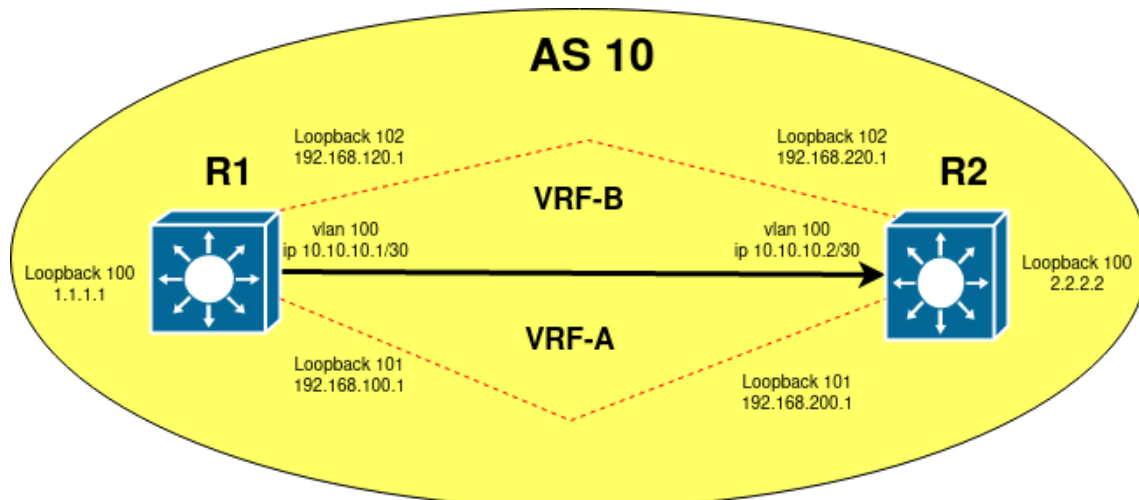 AS 10
Loopback 102
192.168.120.1
Loopback 102
192.168.220.1
R1
R2
VRF-B
vlan 100
ip 10.10.10.1/30
vlan 100
ip 10.10.10.2/30
Loopback 100
1.1.1.1
Loopback 100
2.2.2.2
VRF-A
Loopback 101
192.168.100.1
Loopback 101
192.168.200.1